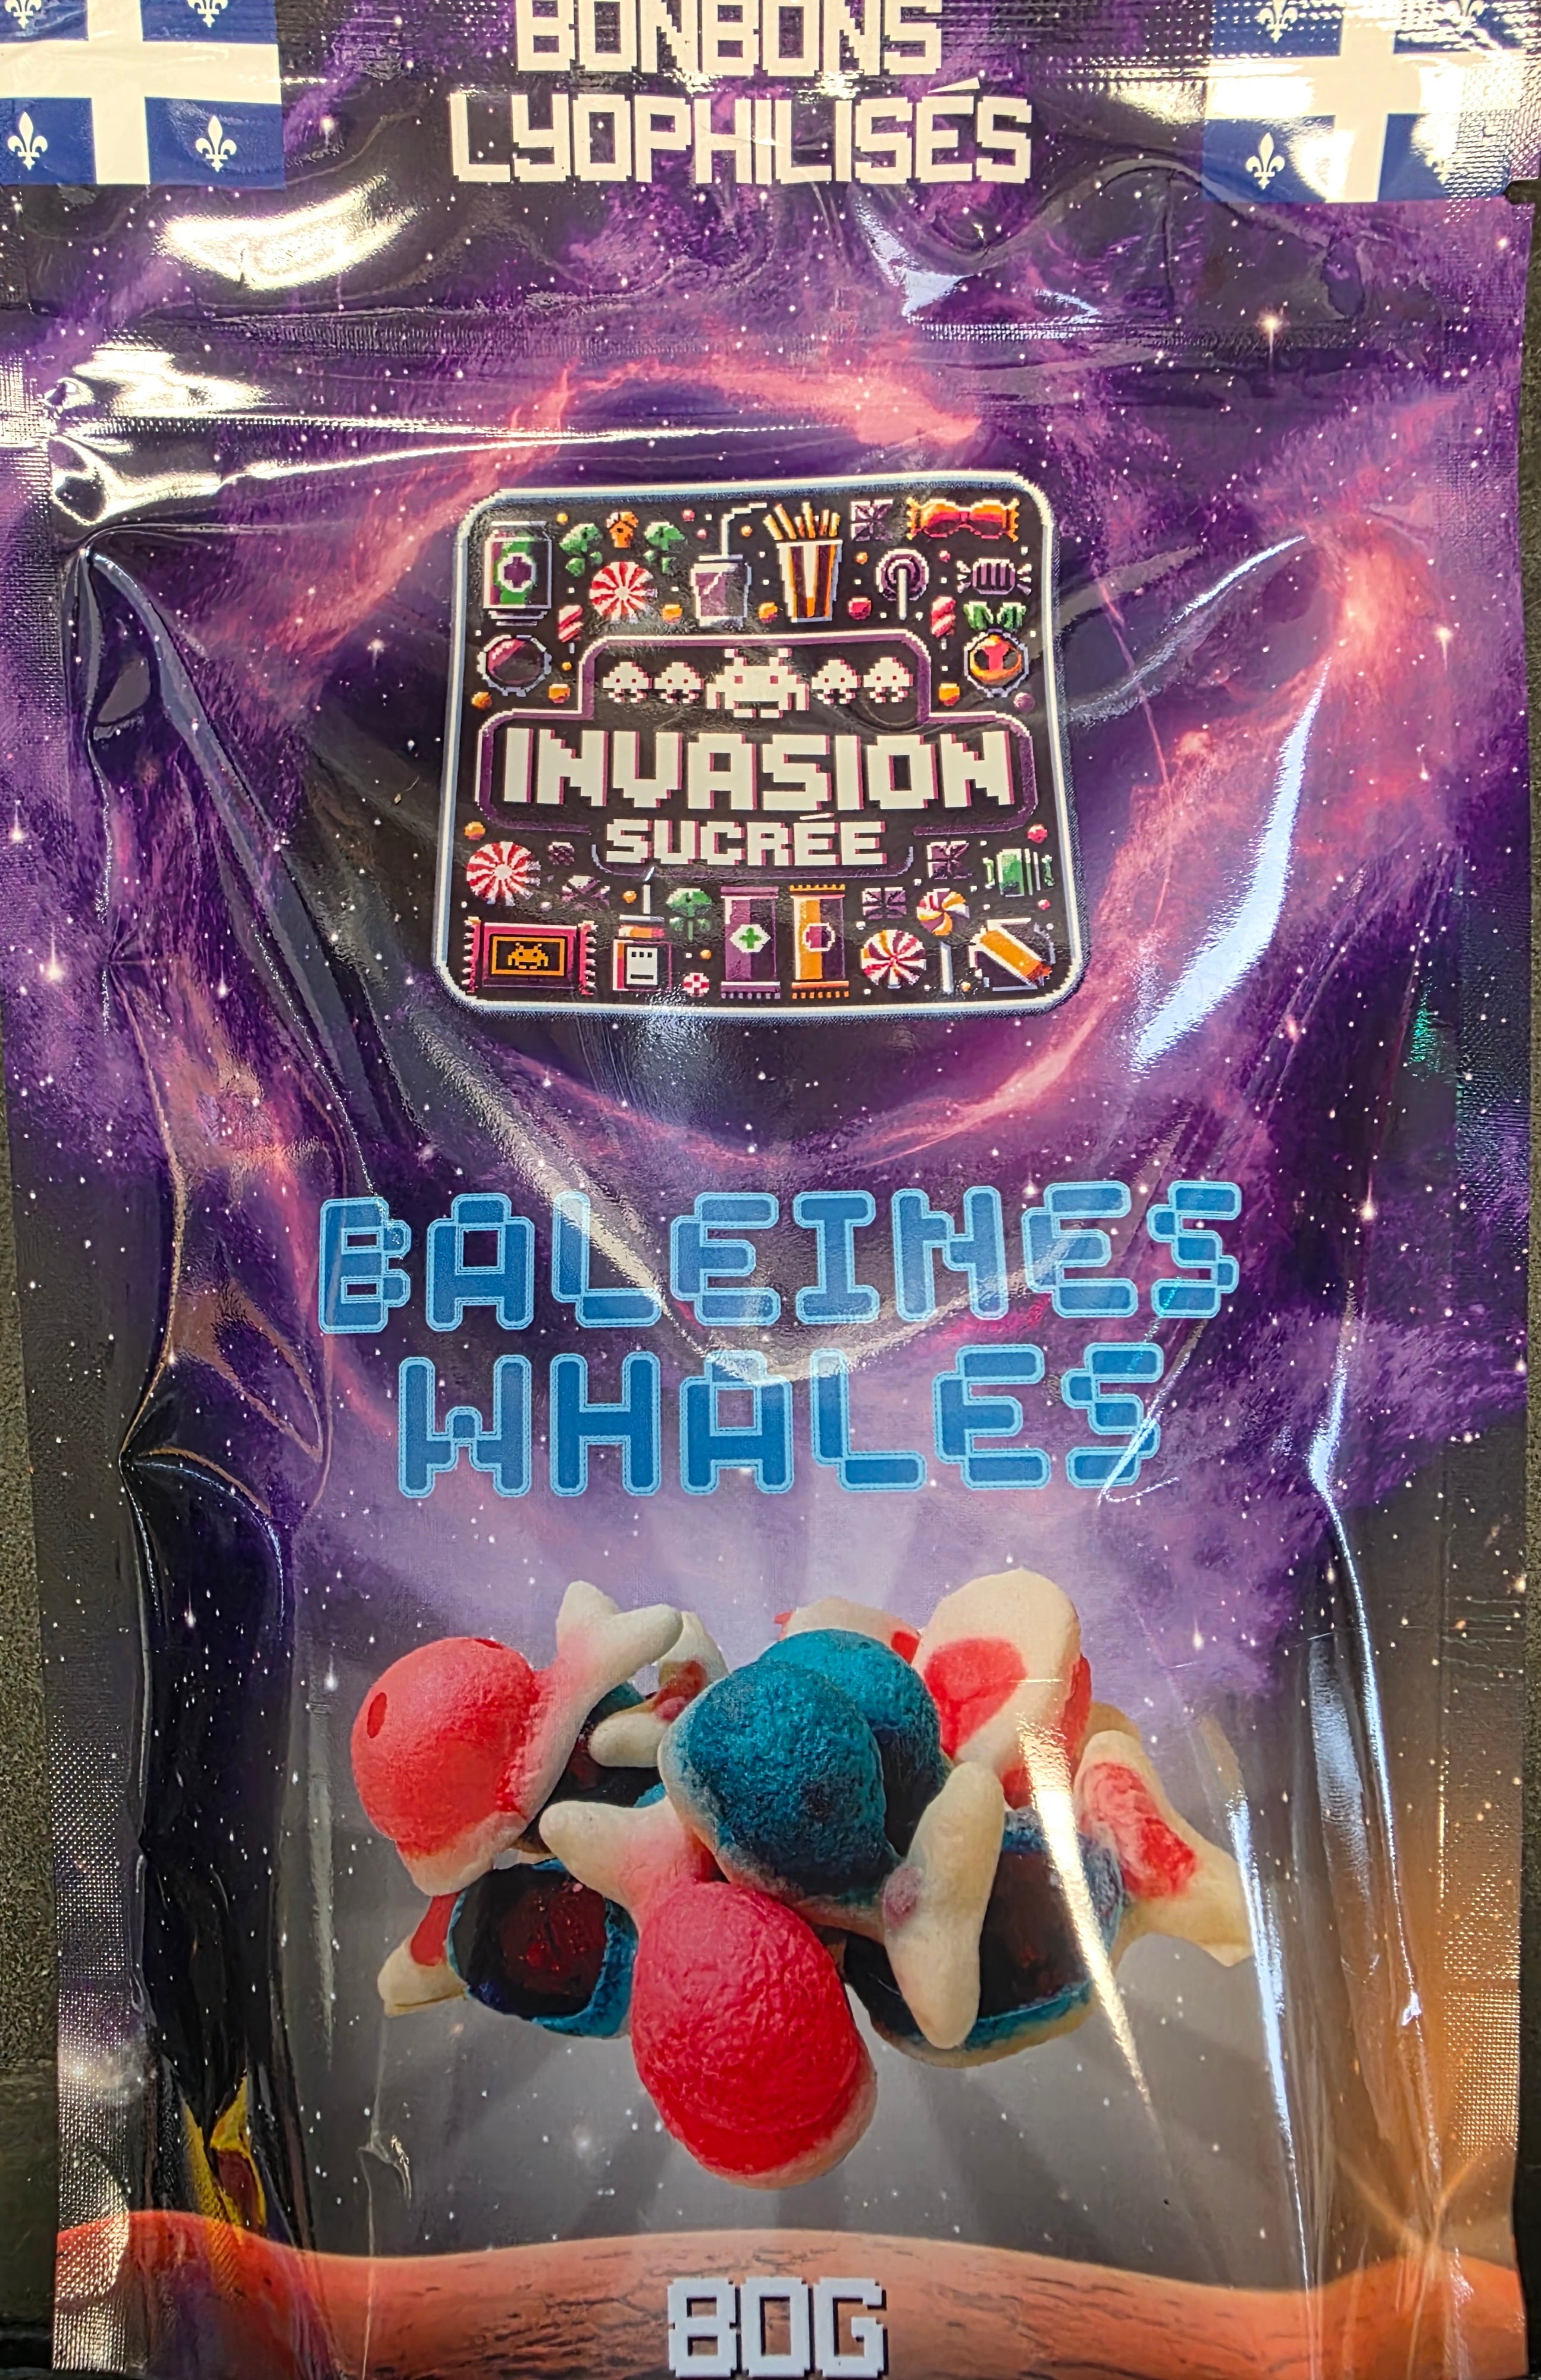 BONBONS
LYOPHILISÉS
INVASION
SUCRÉE
BALEINES
WHALES
80G